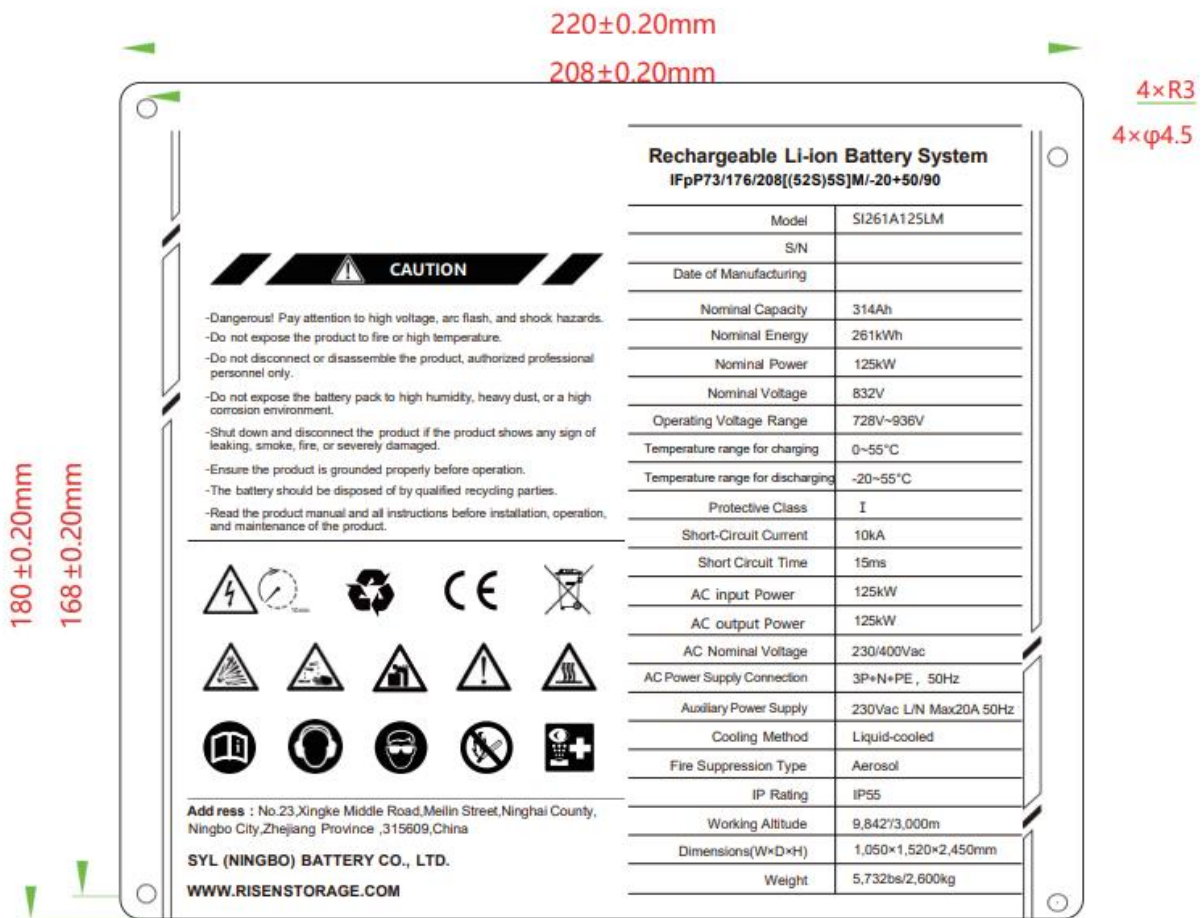 220±0.20mm
208±0.20mm
4×R3
4×φ4.5
180±0.20mm
168±0.20mm
CAUTION
-Dangerous! Pay attention to high voltage, arc flash, and shock hazards.
-Do not expose the product to fire or high temperature.
-Do not disconnect or disassemble the product, authorized professional
personnel only.
-Do not expose the battery pack to high humidity, heavy dust, or a high
corrosion environment.
-Shut down and disconnect the product if the product shows any sign of
leaking, smoke, fire, or severely damaged.
-Ensure the product is grounded properly before operation.
-The battery should be disposed of by qualified recycling parties.
-Read the product manual and all instructions before installation, operation,
and maintenance of the product.
CE
Add ress : No.23,Xingke Middle Road,Meilin Street,Ninghai County,
Ningbo City,Zhejiang Province ,315609,China
SYL (NINGBO) BATTERY CO., LTD.
WWW.RISENSTORAGE.COM
Rechargeable Li-ion Battery System
IFpP73/176/208[(52S)5S]M/-20+50/90
Model SI261A125LM
S/N
Date of Manufacturing
Nominal Capacity 314Ah
Nominal Energy 261kWh
Nominal Power 125kW
Nominal Voltage 832V
Operating Voltage Range 728V~936V
Temperature range for charging 0~55°C
Temperature range for discharging -20~55°C
Protective Class I
Short-Circuit Current 10kA
Short Circuit Time 15ms
AC input Power 125kW
AC output Power 125kW
AC Nominal Voltage 230/400Vac
AC Power Supply Connection 3P+N+PE, 50Hz
Auxiliary Power Supply 230Vac L/N Max20A 50Hz
Cooling Method Liquid-cooled
Fire Suppression Type Aerosol
IP Rating IP55
Working Altitude 9,842'/3,000m
Dimensions(W×D×H) 1,050×1,520×2,450mm
Weight 5,732bs/2,600kg